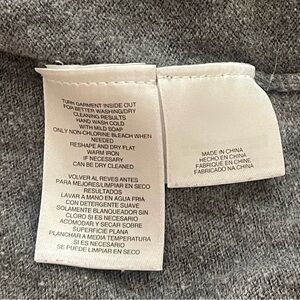 TURN GARMENT INSIDE OUT
FOR BETTER WASHING/DRY
CLEANING RESULTS
HAND WASH COLD
WITH MILD SOAP
ONLY NON-CHLORINE BLEACH WHEN
NEEDED
RESHAPE AND DRY FLAT
WARM IRON
IF NECESSARY
CAN BE DRY CLEANED
VOLVER AL REVES ANTES
PARA MEJORES/LIMPIAR EN SECO
RESULTADOS
LAVAR A MANO EN AGUA FRIA
CON DETERGENTE SUAVE
SOLAMENTE BLANQUEADOR SIN
CLORO SI ES NECESARIO
ACOMODAR Y SECAR SOBRE
SUPERFICIE PLANA
PLANCHAR A MEDIA TEMPERATURA
SI ES NECESARIO
SE PUEDE LIMPIAR EN SECO
MADE IN CHINA
HECHO EN CHINA
FABRIQUE EN CHINE
FABRICADO NA CHINA